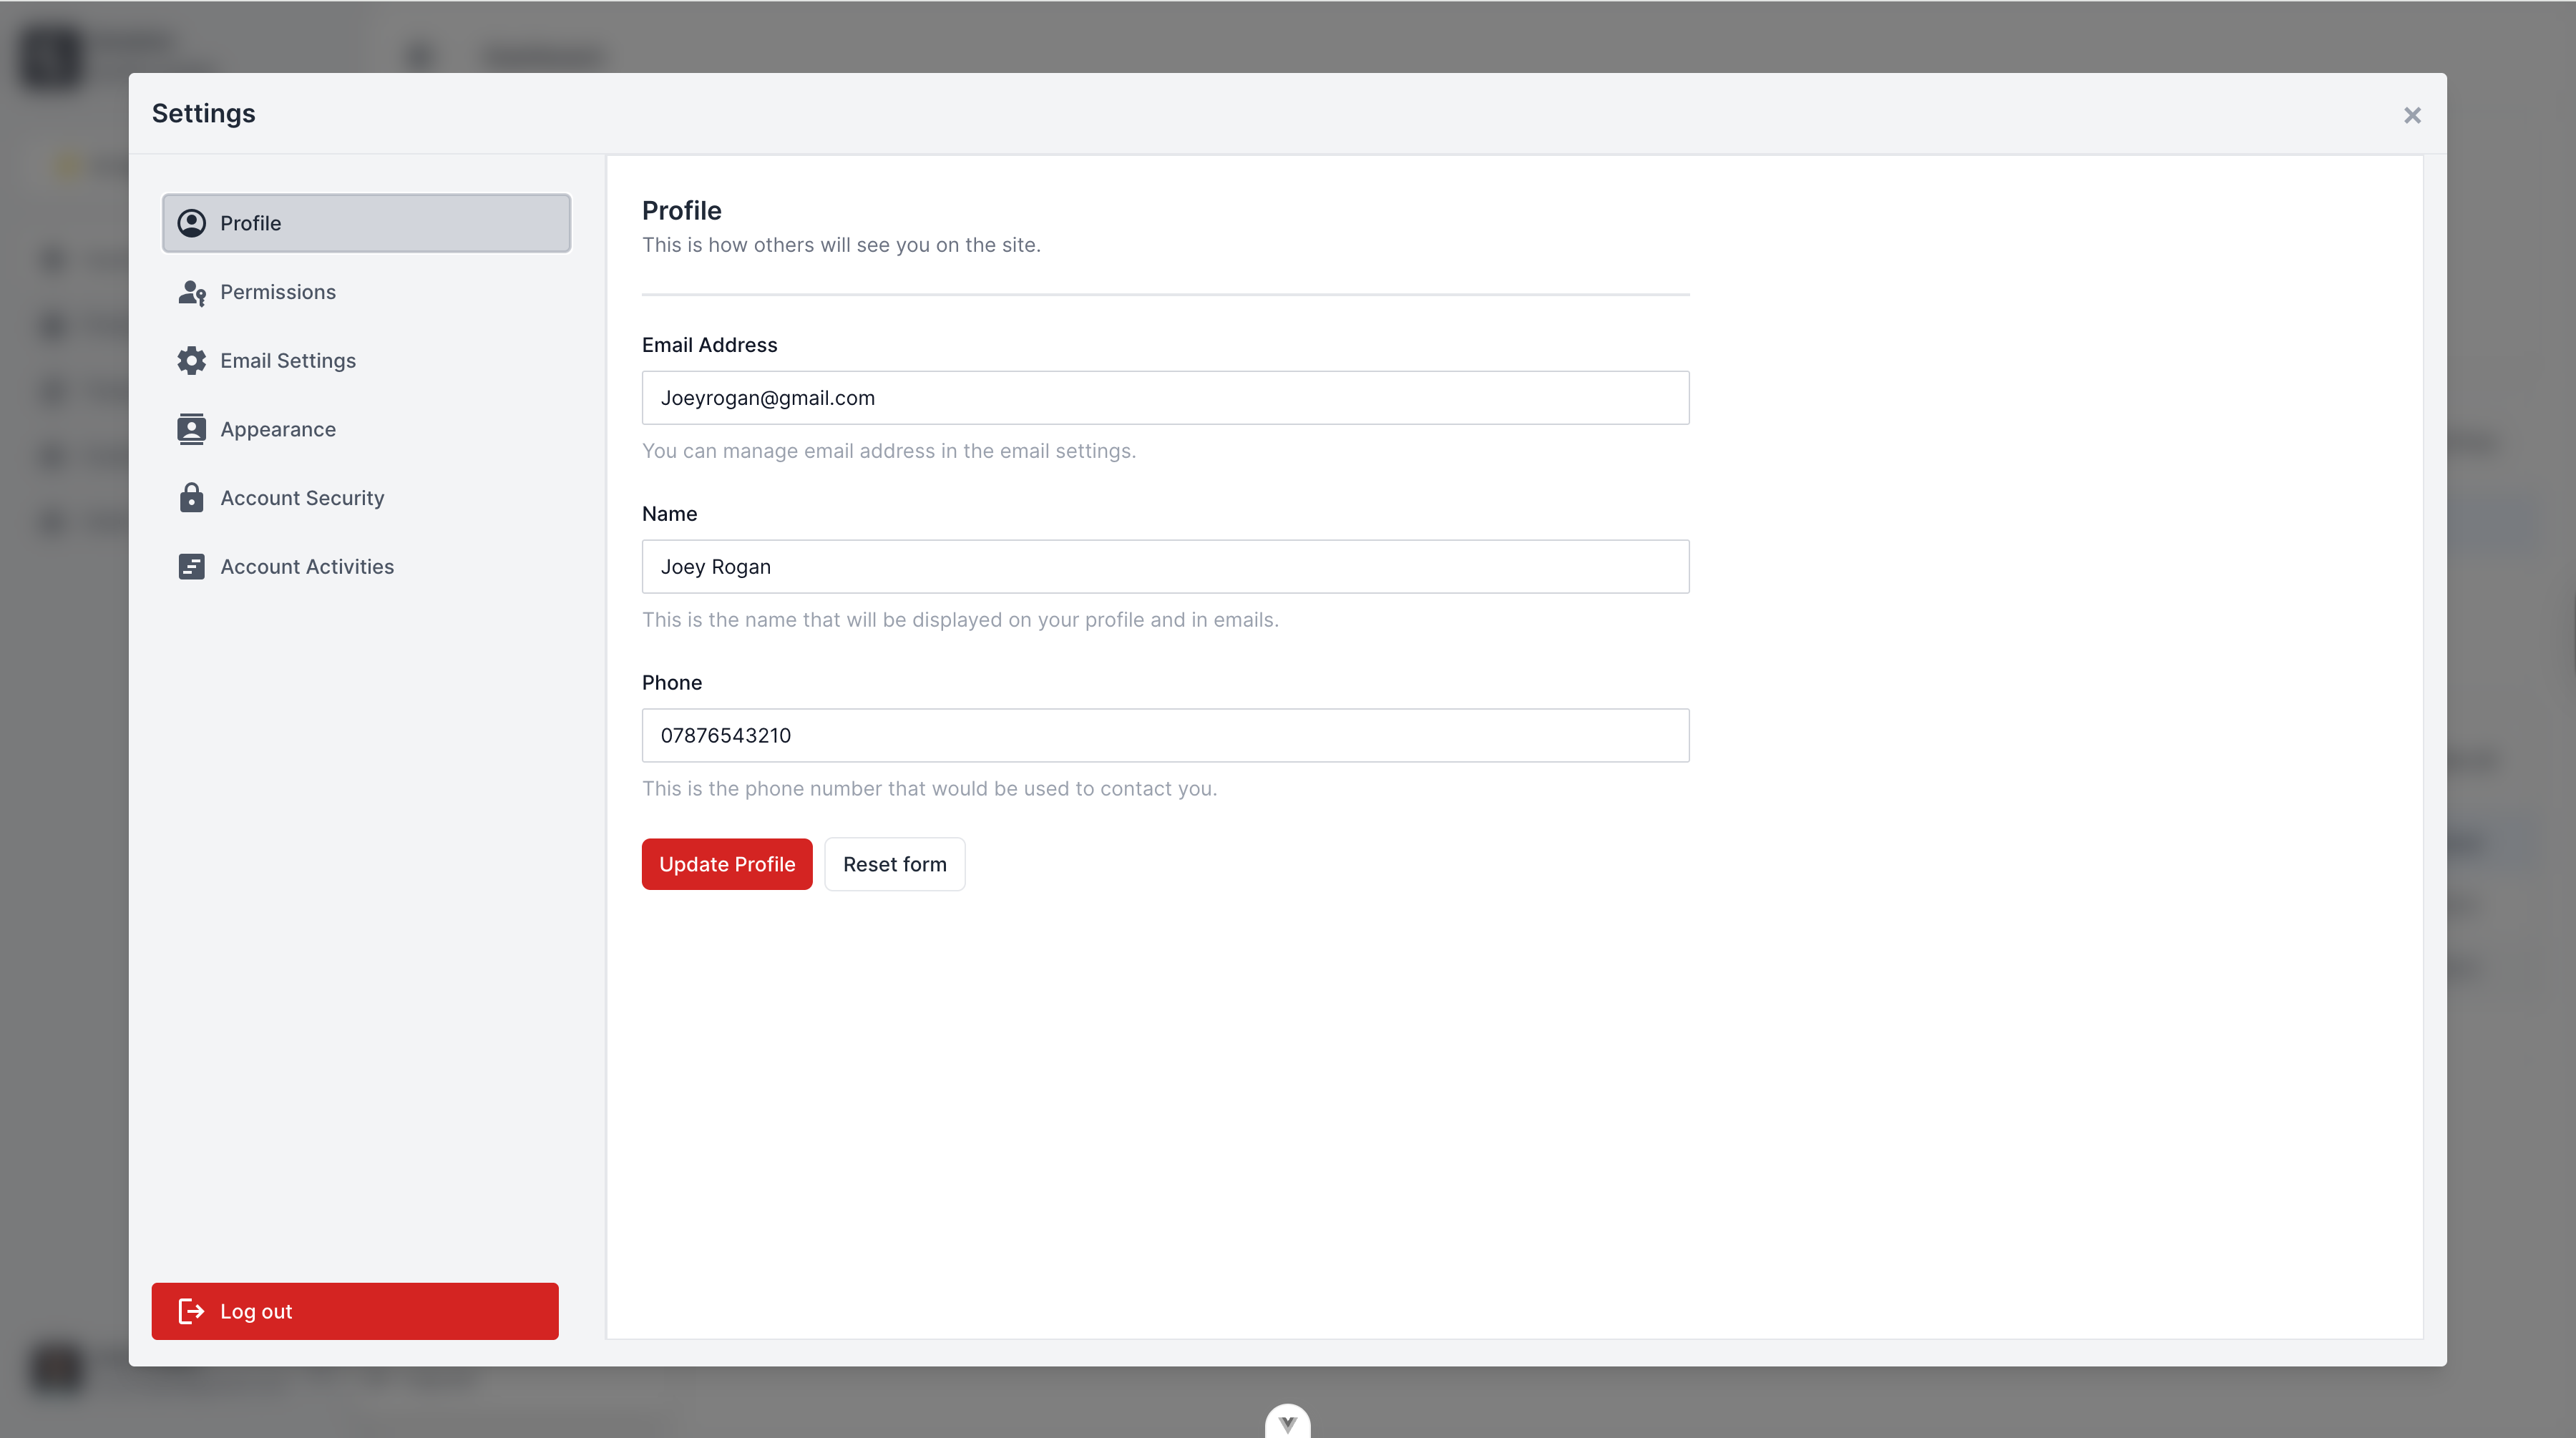 Settings
Profile
Permissions
Email Settings
Appearance
Account Security
Account Activities
Log out
Profile
This is how others will see you on the site.
Email Address
Joeyrogan@gmail.com
You can manage email address in the email settings.
Name
Joey Rogan
This is the name that will be displayed on your profile and in emails.
Phone
07876543210
This is the phone number that would be used to contact you.
Update Profile
Reset form